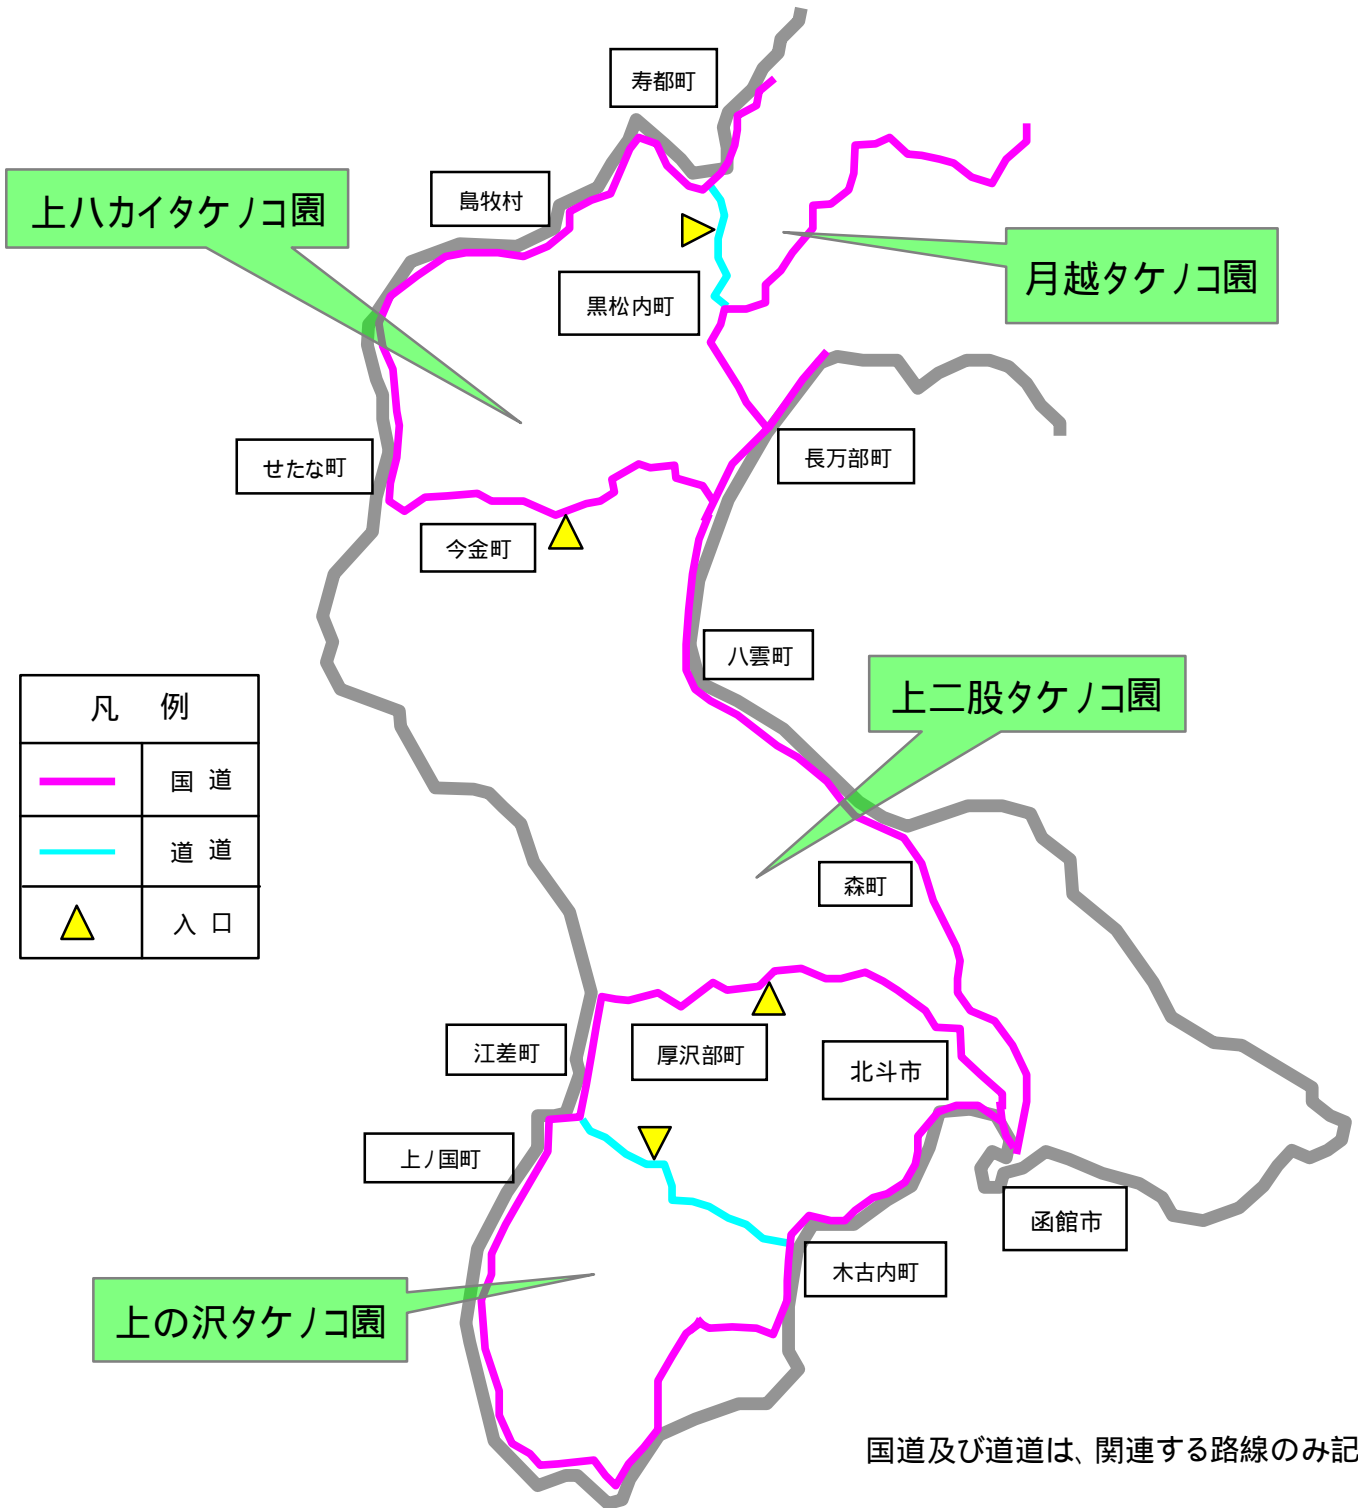 寿都町
島牧村
上ハカイタケノコ園
月越タケノコ園
黒松内町
せたな町
長万部町
今金町
八雲町
上二股タケノコ園
凡 例
国 道
道 道
入 口
森町
江差町
厚沢部町
北斗市
上ノ国町
函館市
木古内町
上の沢タケノコ園
国道及び道道は、関連する路線のみ記